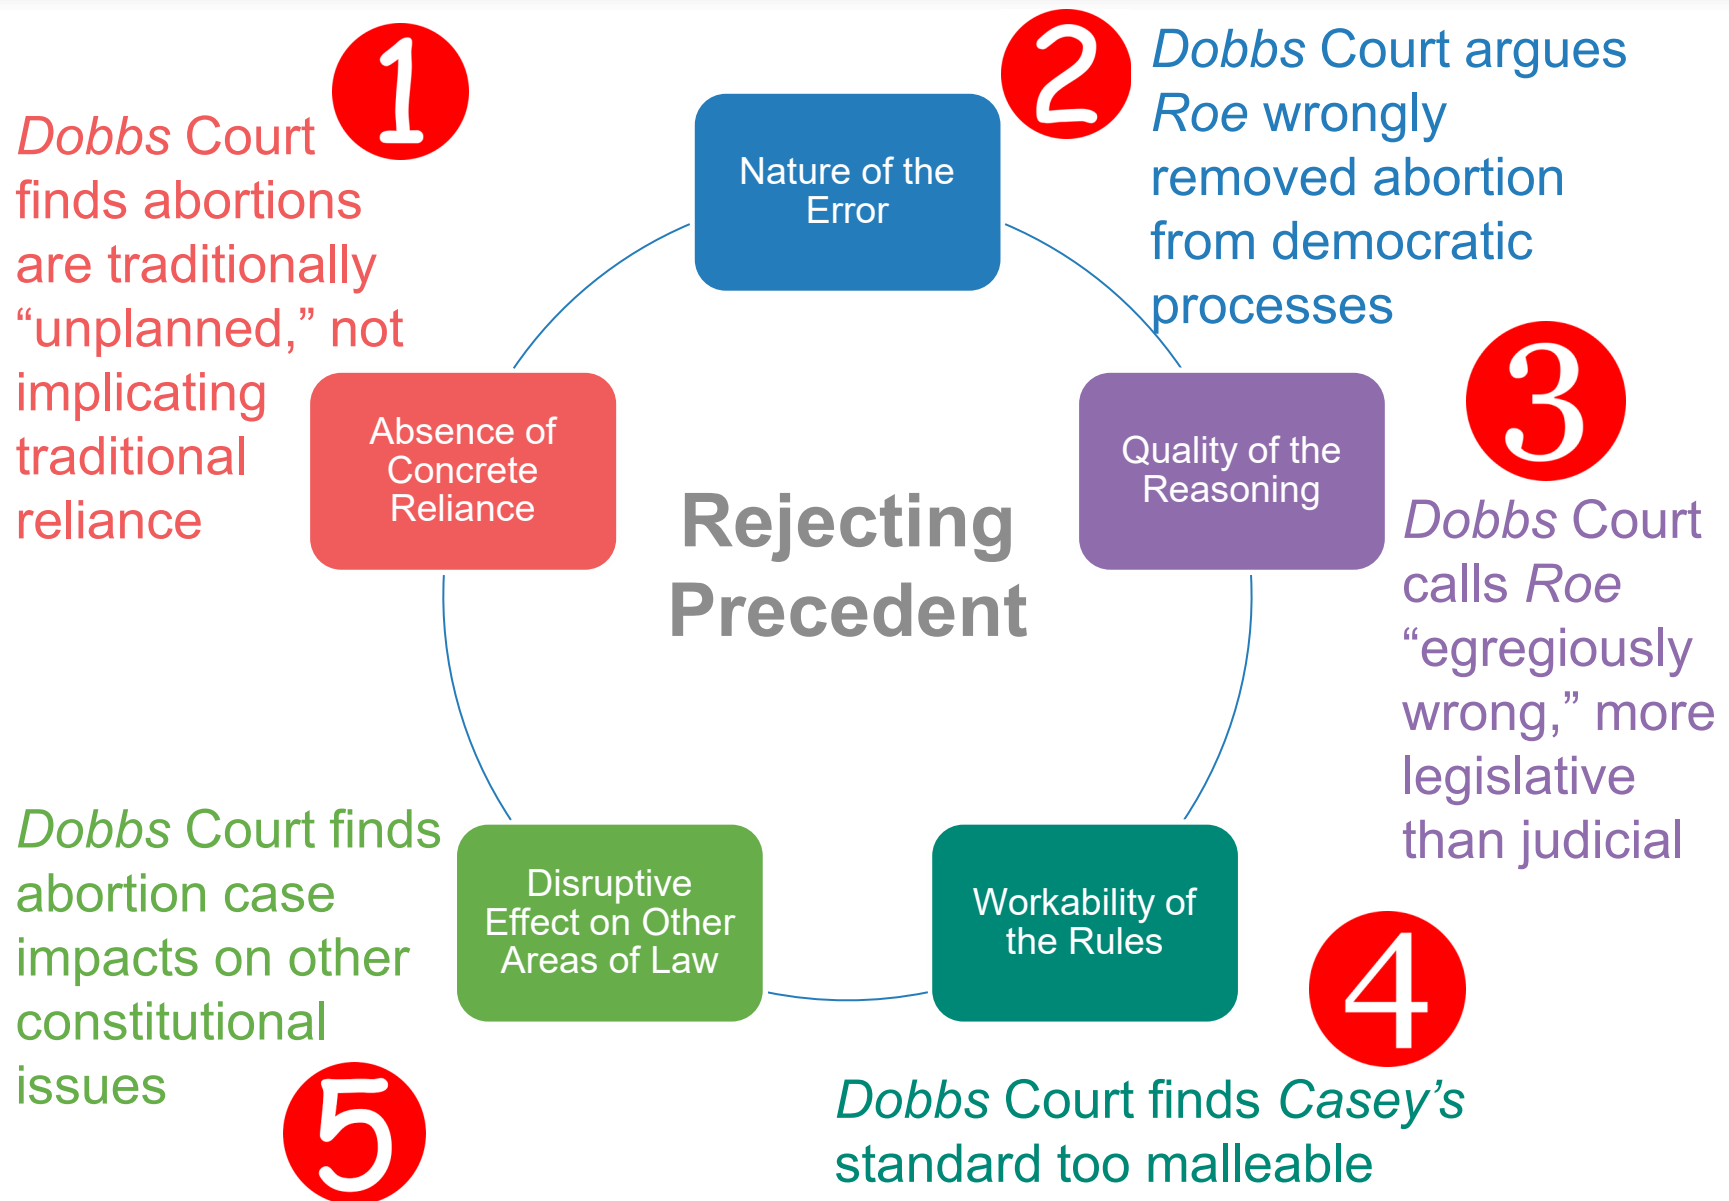 1
Dobbs Court
finds abortions
are traditionally
“unplanned,” not
implicating
traditional
reliance
Absence of
Concrete
Reliance
2
Dobbs Court argues
Roe wrongly
removed abortion
from democratic
processes
Nature of the
Error
3
Dobbs Court
calls Roe
“egregiously
wrong,” more
legislative
than judicial
Quality of the
Reasoning
Rejecting
Precedent
4
Workability of
the Rules
Dobbs Court finds Casey’s
standard too malleable
Dobbs Court finds
abortion case
impacts on other
constitutional
issues
5
Disruptive
Effect on Other
Areas of Law